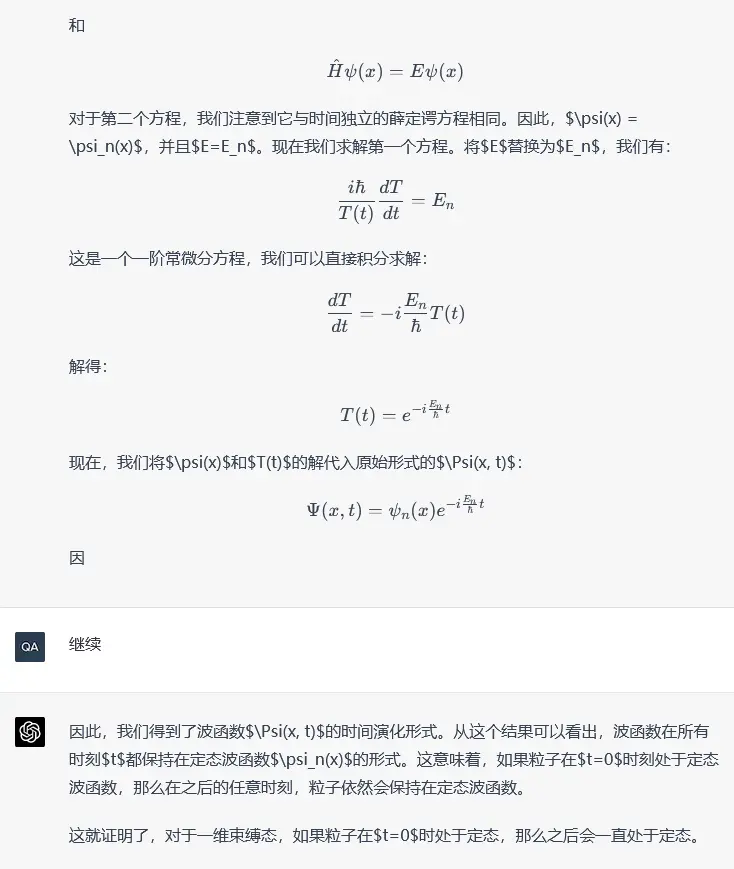 和
Ĥψ(x) = Eψ(x)
对于第二个方程，我们注意到它与时间独立的薛定谔方程相同。因此，$\psi(x) =
\psi_n(x)$，并且$E=E_n$。现在我们求解第一个方程。将$E$替换为$E_n$，我们有：
\frac{iħ}{T(t)} \frac{dT}{dt} = E_n
这是一个一阶常微分方程，我们可以直接积分求解：
\frac{dT}{dt} = -i\frac{E_n}{ħ}T(t)
解得：
T(t) = e^{-i\frac{E_n}{ħ}t}
现在，我们将$\psi(x)$和$T(t)$的解代入原始形式的$\Psi(x, t)$：
Ψ(x, t) = ψ_n(x)e^{-i\frac{E_n}{ħ}t}
因
QA
继续
因此，我们得到了波函数$\Psi(x, t)$的时间演化形式。从这个结果可以看出，波函数在所有
时刻$t$都保持在定态波函数$\psi_n(x)$的形式。这意味着，如果粒子在$t=0$时刻处于定态
波函数，那么在之后的任意时刻，粒子依然会保持在定态波函数。
这就证明了，对于一维束缚态，如果粒子在$t=0$时处于定态，那么之后会一直处于定态。